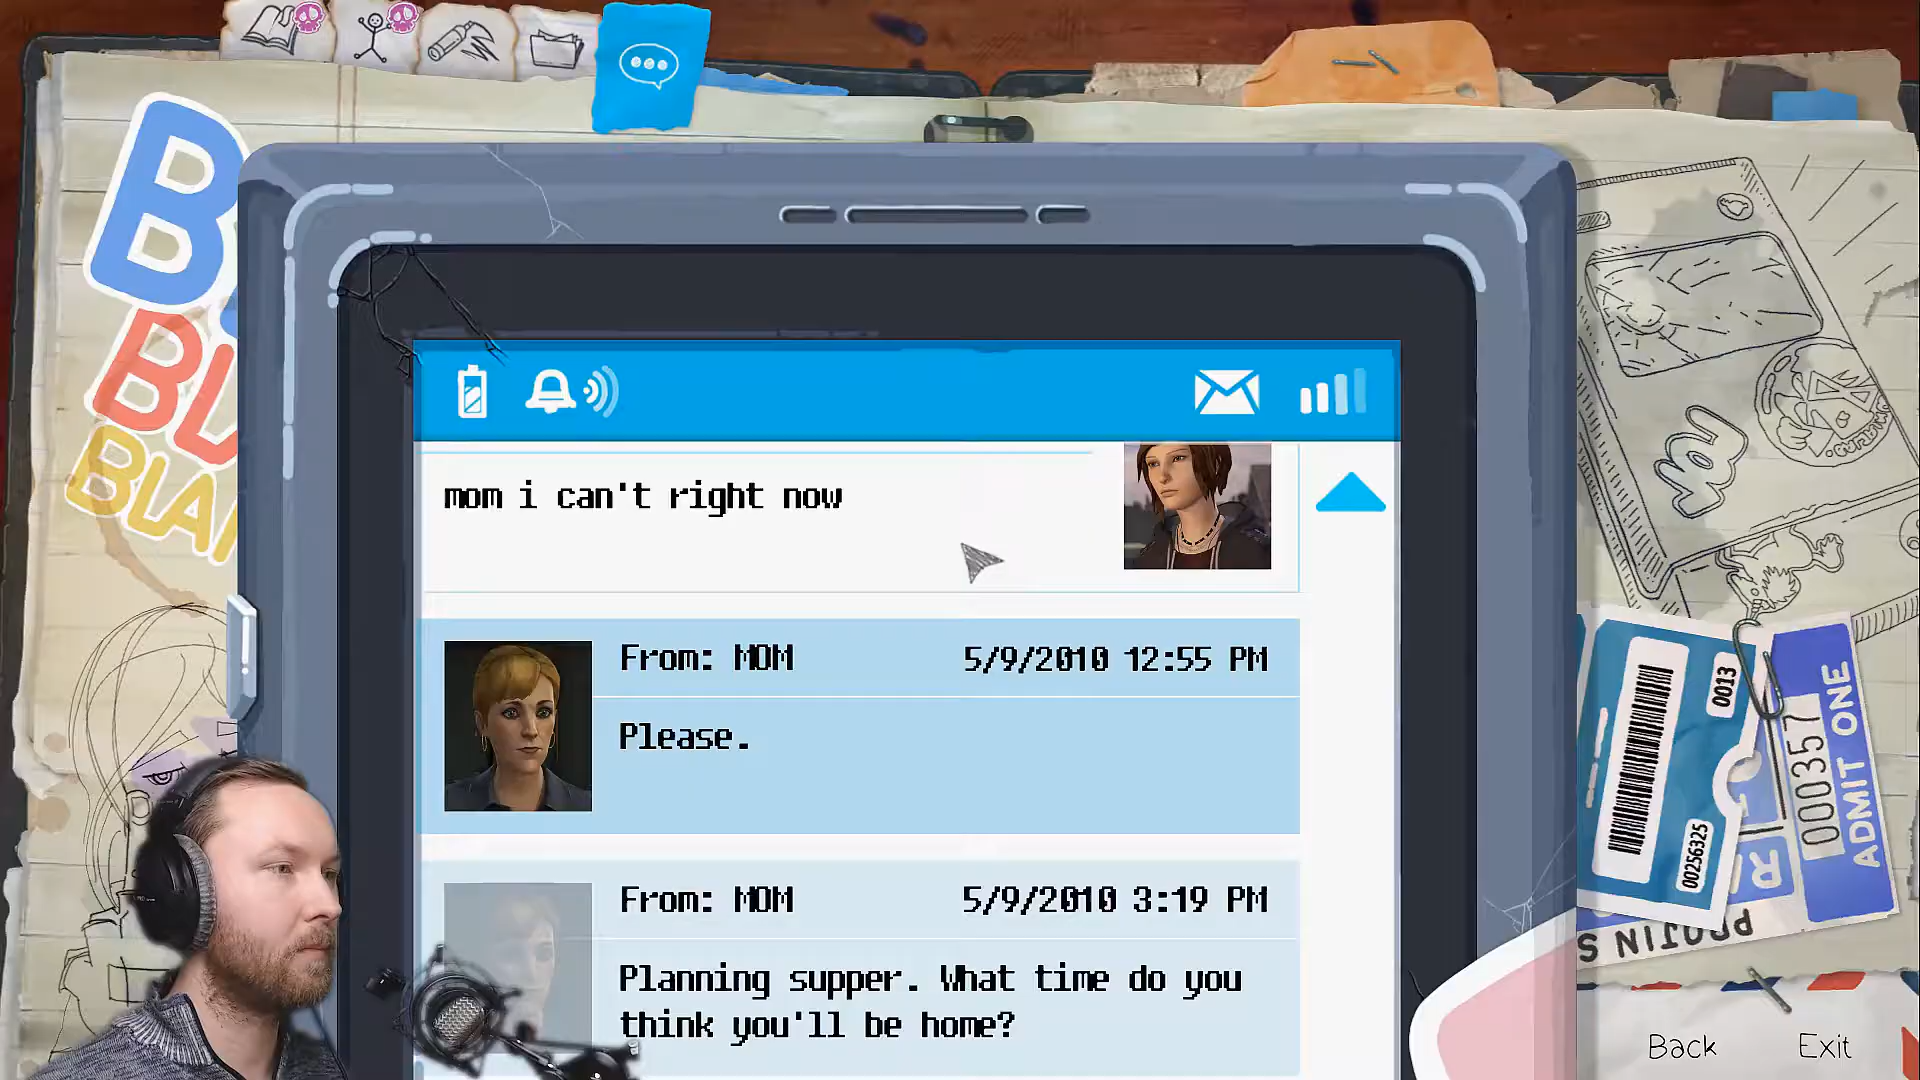 BLA
BLA
mom i can't right now
From: MOM 5/9/2010 12:55 PM
Please.
From: MOM 5/9/2010 3:19 PM
Planning supper. What time do you
think you'll be home?
0013
00256325
000357
ADMIT ONE
Back Exit